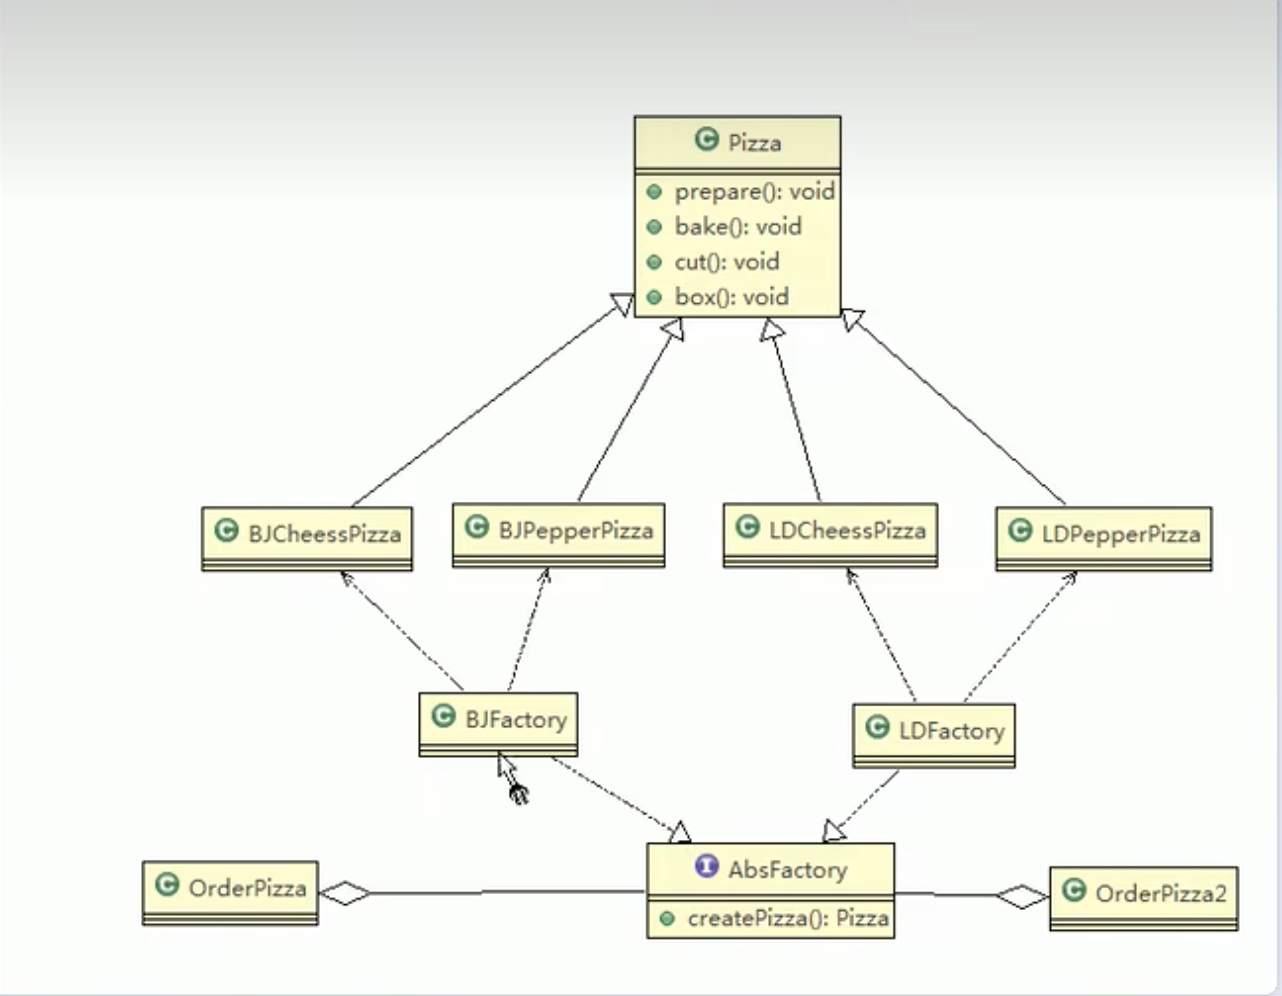 Pizza
prepare(): void
bake(): void
cut(): void
box(): void
BJCheessPizza
BJPepperPizza
LDCheessPizza
LDPepperPizza
BJFactory
LDFactory
AbsFactory
createPizza(): Pizza
OrderPizza
OrderPizza2